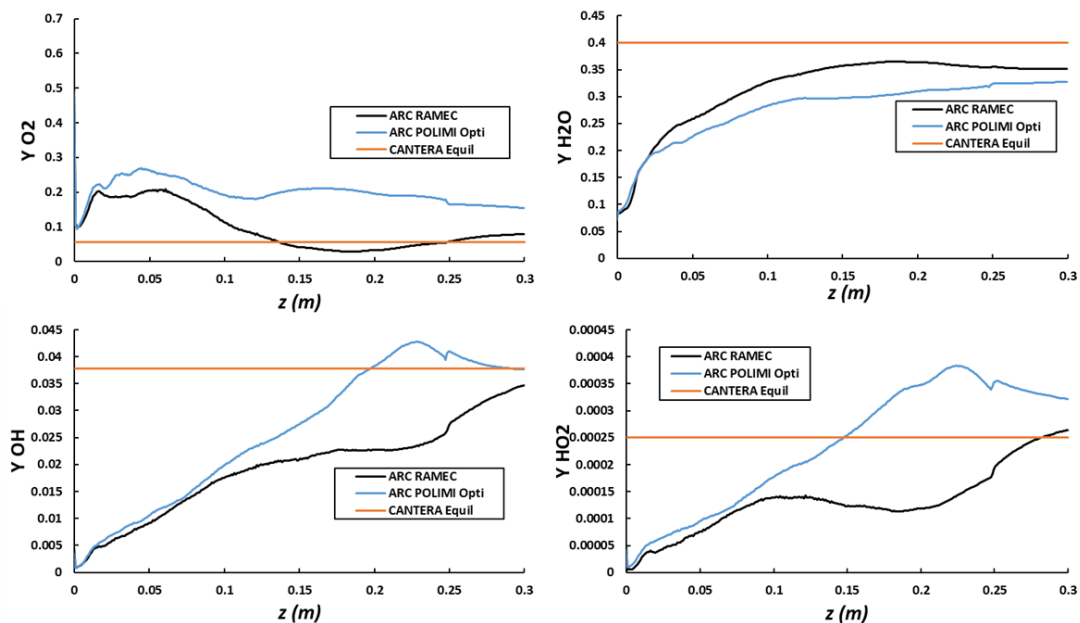 Y O2
0.7
0.6
0.5
0.4
0.3
0.2
0.1
0
ARC RAMEC
ARC POLIMI Opti
CANTERA Equil
0 0.05 0.1 0.15 0.2 0.25 0.3
z (m)
Y H2O
0.45
0.4
0.35
0.3
0.25
0.2
0.15
0.1
0.05
0
ARC RAMEC
ARC POLIMI Opti
CANTERA Equil
0 0.05 0.1 0.15 0.2 0.25 0.3
z (m)
Y OH
0.045
0.04
0.035
0.03
0.025
0.02
0.015
0.01
0.005
0
ARC RAMEC
ARC POLIMI Opti
CANTERA Equil
0 0.05 0.1 0.15 0.2 0.25 0.3
z (m)
Y HO2
0.00045
0.0004
0.00035
0.0003
0.00025
0.0002
0.00015
0.0001
0.00005
0
ARC RAMEC
ARC POLIMI Opti
CANTERA Equil
0 0.05 0.1 0.15 0.2 0.25 0.3
z (m)